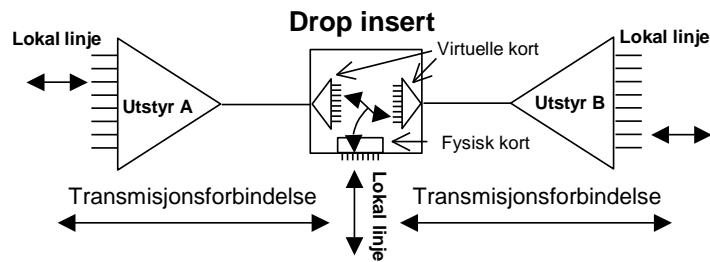 Drop insert
Lokal linje
Virtuelle kort
Lokal linje
Utstyr A
Utstyr B
Fysisk kort
Lokal linje
Transmisjonsforbindelse
Transmisjonsforbindelse